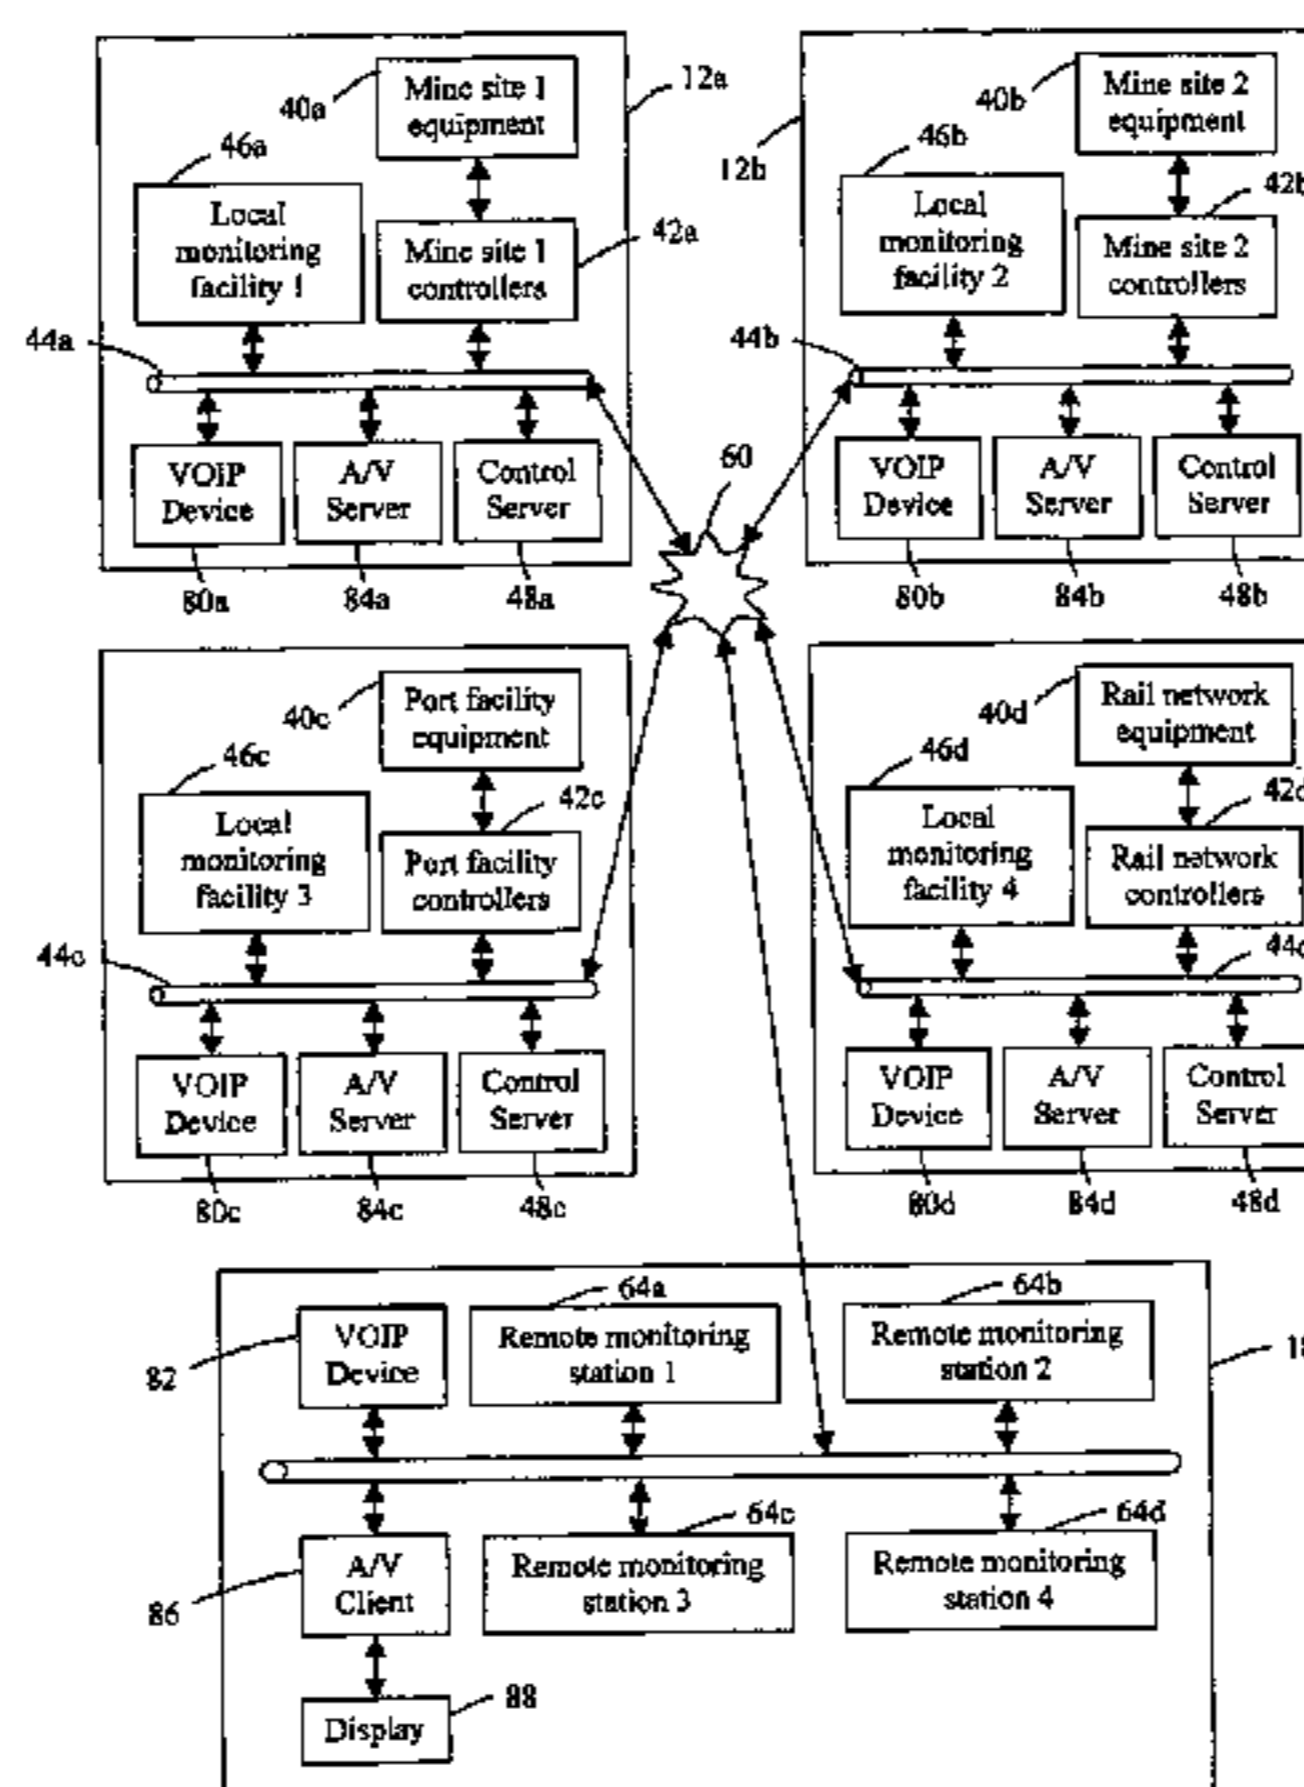 12a
40a
Mine site 1
equipment
46a
Local
monitoring
facility 1
42a
Mine site 1
controllers
44a
VOIP
Device
A/V
Server
Control
Server
80a
84a
48a
12b
40b
Mine site 2
equipment
46b
Local
monitoring
facility 2
42b
Mine site 2
controllers
44b
VOIP
Device
A/V
Server
Control
Server
80b
84b
48b
60
40c
Port facility
equipment
46c
Local
monitoring
facility 3
42c
Port facility
controllers
44c
VOIP
Device
A/V
Server
Control
Server
80c
84c
48c
40d
Rail network
equipment
46d
Local
monitoring
facility 4
Rail network
controllers
VOIP
Device
A/V
Server
Control
Server
80d
84d
48d
82
VOIP
Device
64a
Remote monitoring
station 1
64b
Remote monitoring
station 2
86
A/V
Client
64c
Remote monitoring
station 3
64d
Remote monitoring
station 4
88
Display